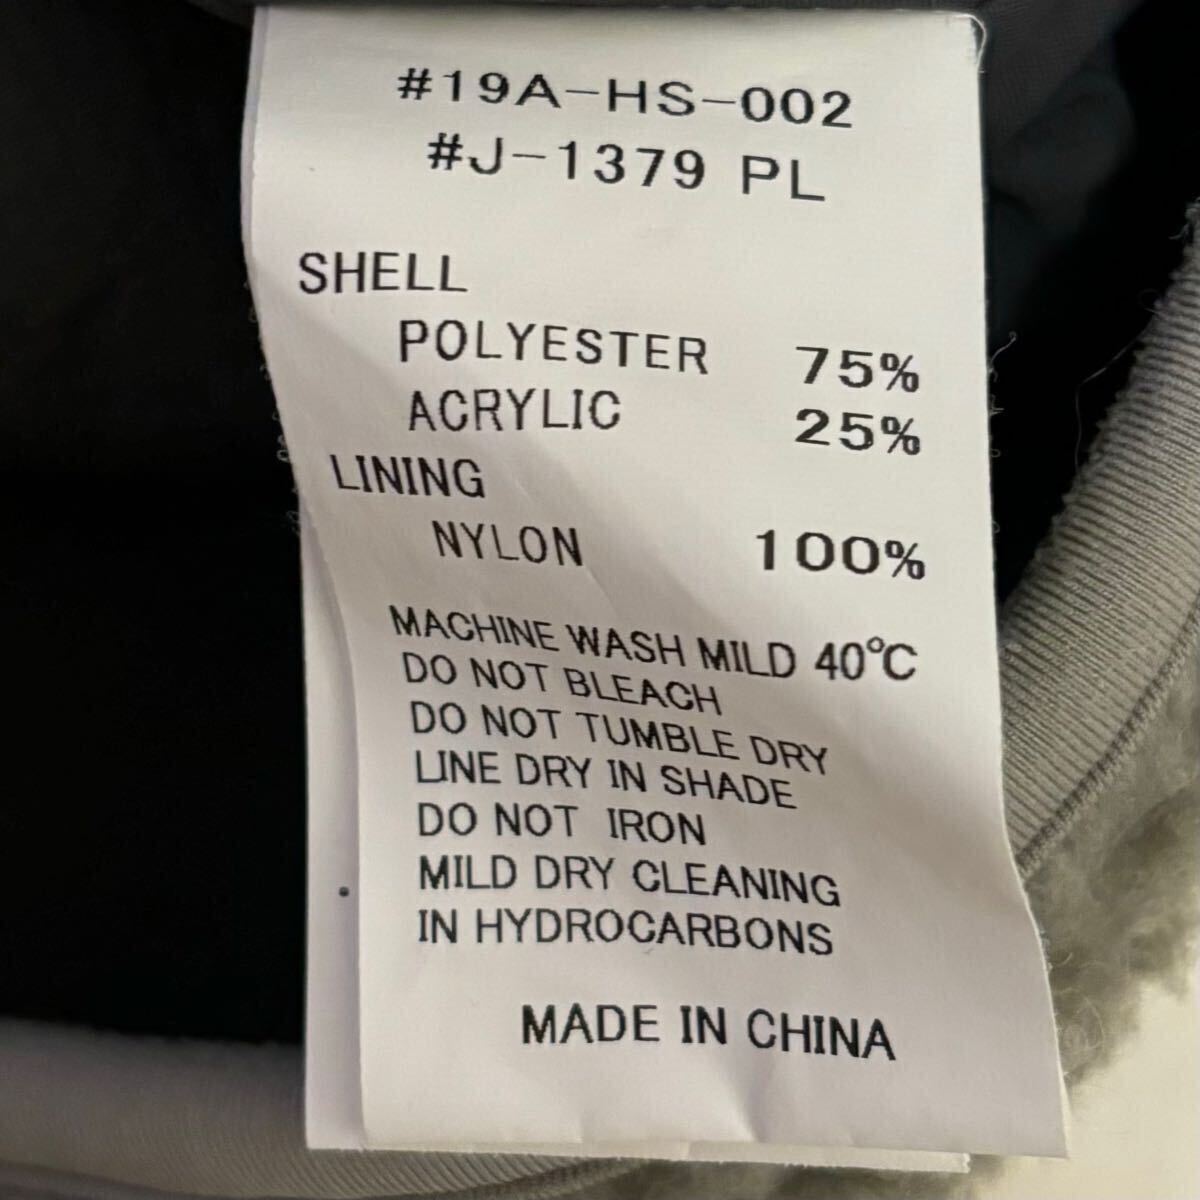 #19A-HS-002
#J-1379 PL
SHELL
POLYESTER 75%
ACRYLIC 25%
LINING
NYLON 100%
MACHINE WASH MILD 40℃
DO NOT BLEACH
DO NOT TUMBLE DRY
LINE DRY IN SHADE
DO NOT IRON
MILD DRY CLEANING
IN HYDROCARBONS
MADE IN CHINA